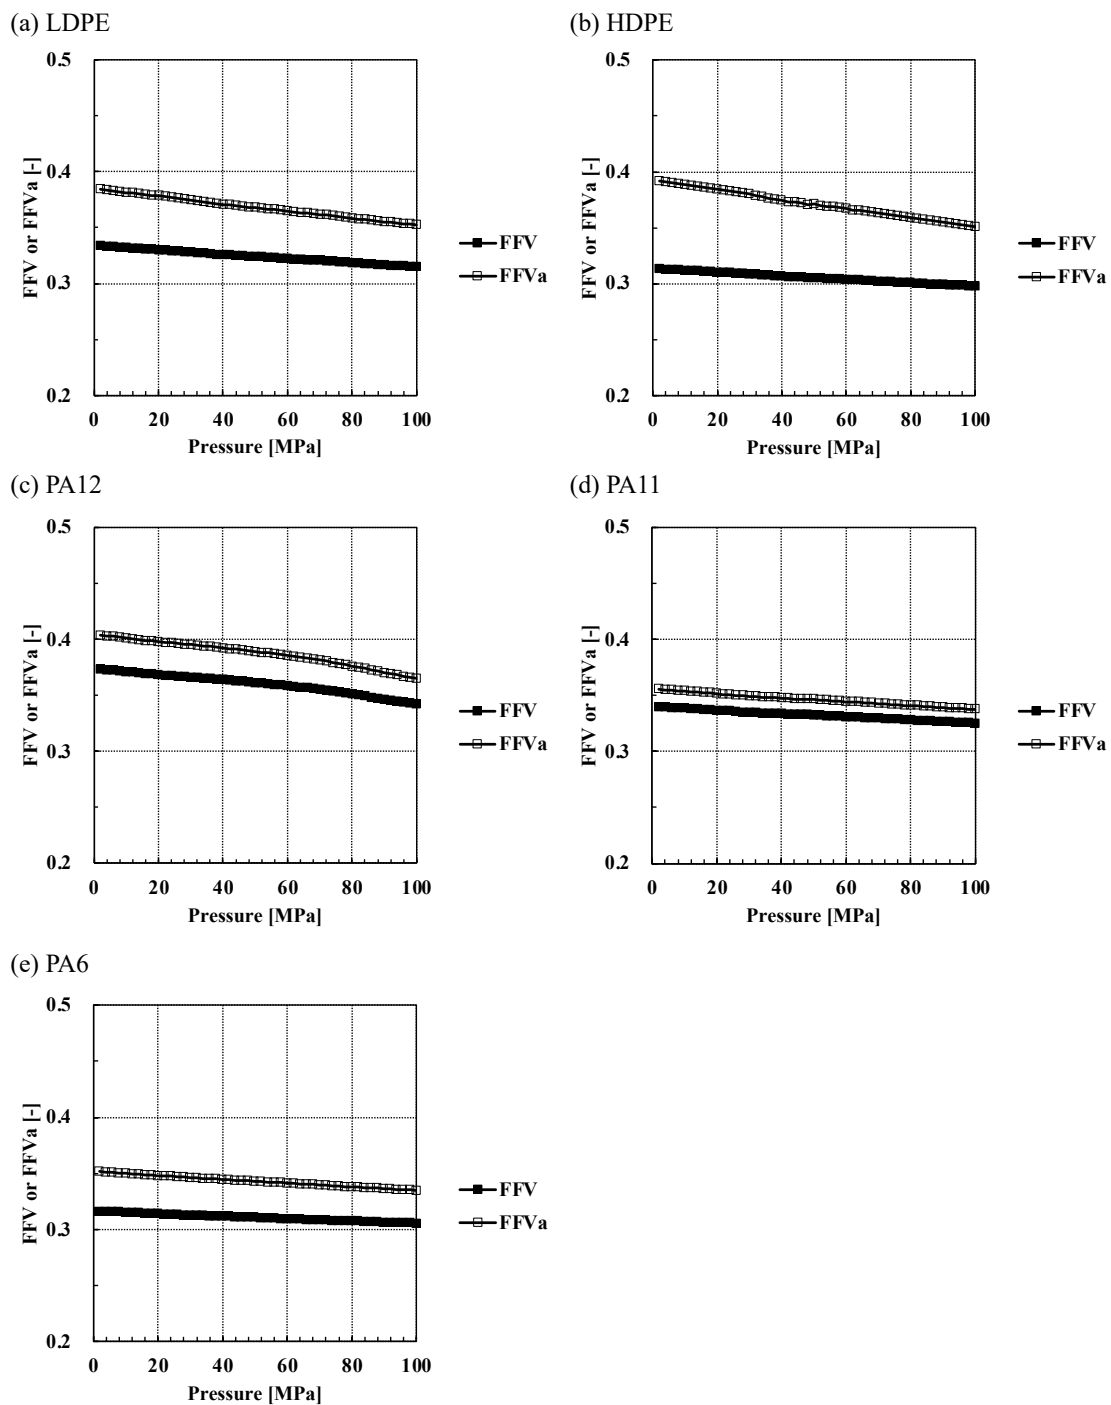 (a) LDPE
0.5
0.4
0.3
0.2
FFV or FFVa [-]
0 20 40 60 80 100
Pressure [MPa]
FFV
FFVa
(b) HDPE
0.5
0.4
0.3
0.2
FFV or FFVa [-]
0 20 40 60 80 100
Pressure [MPa]
FFV
FFVa
(c) PA12
0.5
0.4
0.3
0.2
FFV or FFVa [-]
0 20 40 60 80 100
Pressure [MPa]
FFV
FFVa
(d) PA11
0.5
0.4
0.3
0.2
FFV or FFVa [-]
0 20 40 60 80 100
Pressure [MPa]
FFV
FFVa
(e) PA6
0.5
0.4
0.3
0.2
FFV or FFVa [-]
0 20 40 60 80 100
Pressure [MPa]
FFV
FFVa